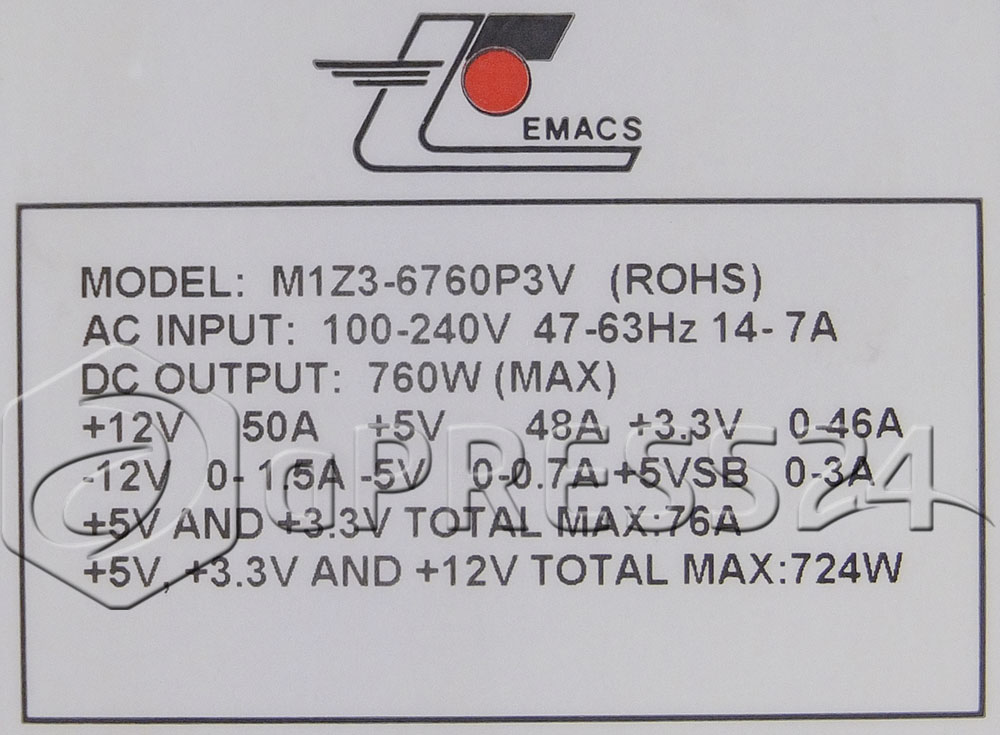 EMACS
MODEL: M1Z3-6760P3V (ROHS)
AC INPUT: 100-240V 47-63Hz 14- 7A
DC OUTPUT: 760W (MAX)
+12V 50A +5V 48A +3.3V 0-46A
-12V 0- 1.5A -5V 0-0.7A +5VSB 0-3A
+5V AND +3.3V TOTAL MAX:76A
+5V, +3.3V AND +12V TOTAL MAX:724W
aPRESS24